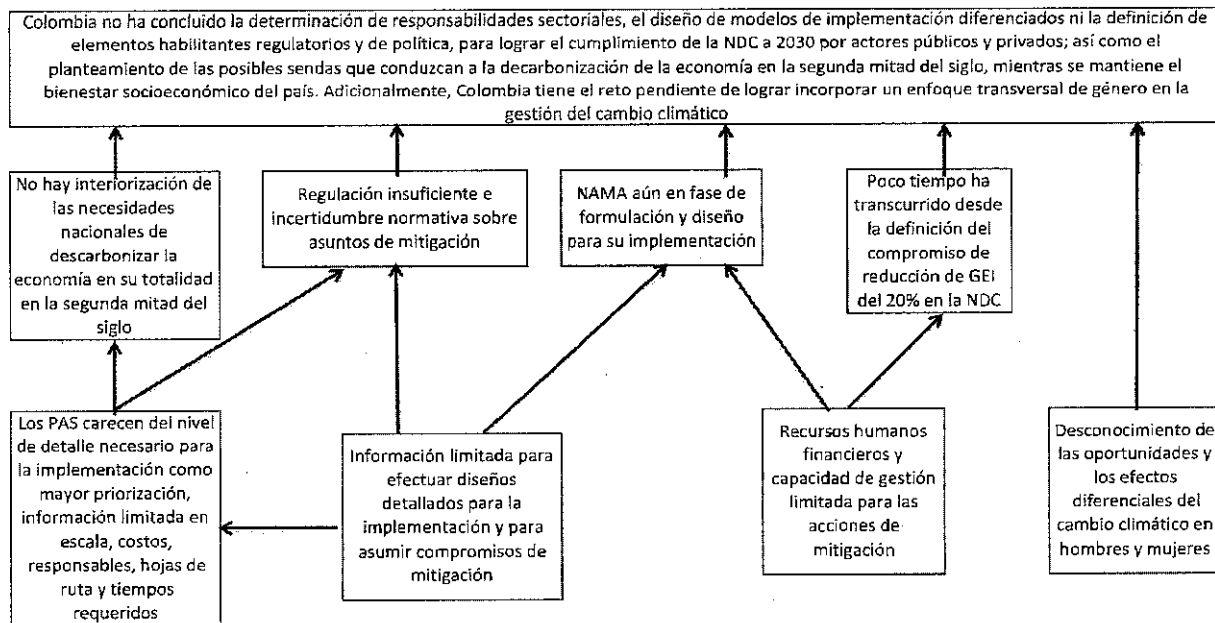 Colombia no ha concluido la determinación de responsabilidades sectoriales, el diseño de modelos de implementación diferenciados ni la definición de
elementos habilitantes regulatorios y de política, para lograr el cumplimiento de la NDC a 2030 por actores públicos y privados; así como el
planteamiento de las posibles sendas que conduzcan a la decarbonización de la economía en la segunda mitad del siglo, mientras se mantiene el
bienestar socioeconómico del país. Adicionalmente, Colombia tiene el reto pendiente de lograr incorporar un enfoque transversal de género en la
gestión del cambio climático
No hay interiorización de
las necesidades
nacionales de
descarbonizar la
economía en su totalidad
en la segunda mitad del
siglo
Regulación insuficiente e
incertidumbre normativa sobre
asuntos de mitigación
NAMA aún en fase de
formulación y diseño
para su implementación
Poco tiempo ha
transcurrido desde
la definición del
compromiso de
reducción de GEI
del 20% en la NDC
Los PAS carecen del nivel
de detalle necesario para
la implementación como
mayor priorización,
información limitada en
escala, costos,
responsables, hojas de
ruta y tiempos
requeridos
Información limitada para
efectuar diseños
detallados para la
implementación y para
asumir compromisos de
mitigación
Recursos humanos
financieros y
capacidad de gestión
limitada para las
acciones de
mitigación
Desconocimiento de
las oportunidades y
los efectos
diferenciales del
cambio climático en
hombres y mujeres